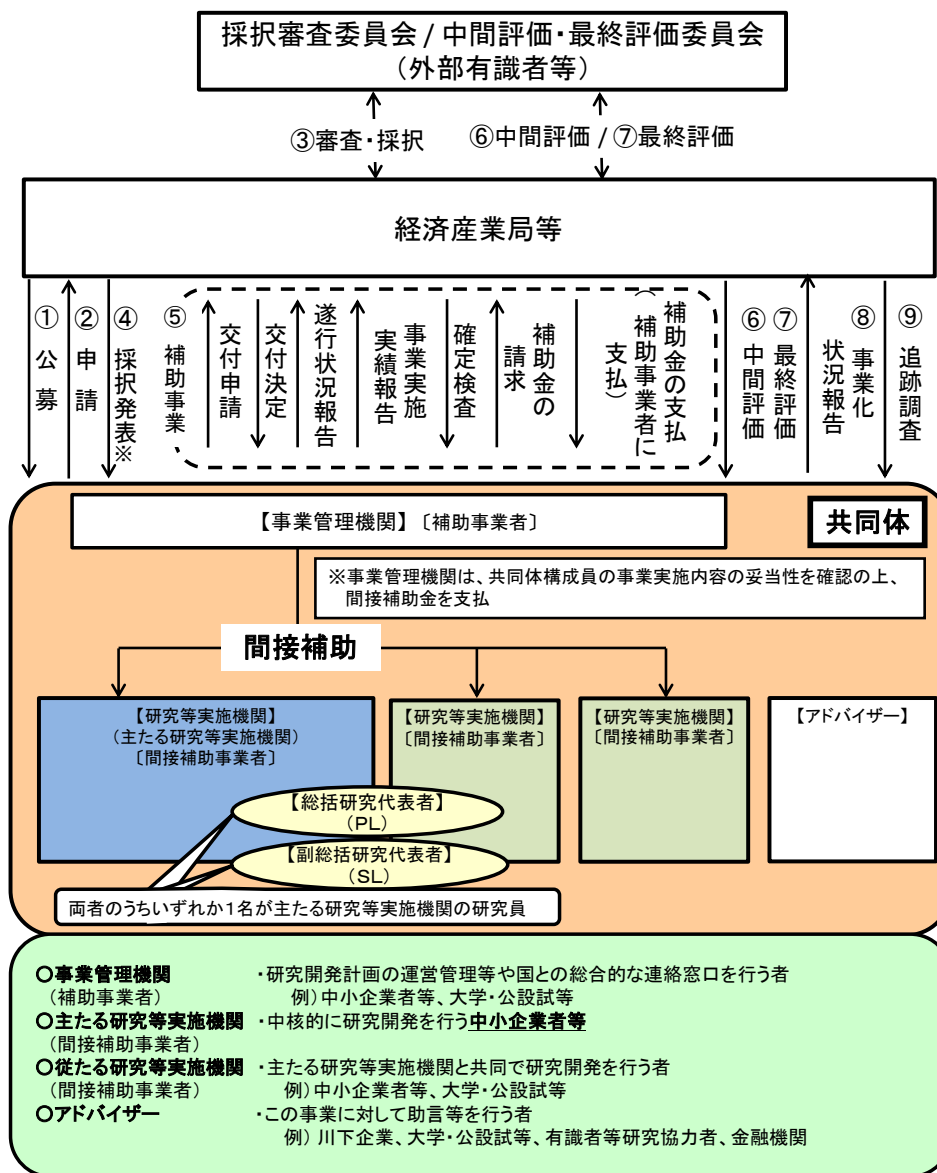 採択審査委員会 / 中間評価・最終評価委員会
（外部有識者等）
③審査・採択
⑥中間評価 / ⑦最終評価
経済産業局等
①公募
②申請
④採択発表※
⑤補助事業
交付申請
交付決定
遂行状況報告
事業実施
実績報告
確定検査
補助金の
請求
補助金の支払
（補助事業者に
支払）
⑥中間評価
⑦最終評価
⑧事業化
状況報告
⑨追跡調査
共同体
【事業管理機関】〔補助事業者〕
※事業管理機関は、共同体構成員の事業実施内容の妥当性を確認の上、
間接補助金を支払
間接補助
【研究等実施機関】
（主たる研究等実施機関）
〔間接補助事業者〕
【研究等実施機関】
〔間接補助事業者〕
【研究等実施機関】
〔間接補助事業者〕
【アドバイザー】
【総括研究代表者】
（PL）
【副総括研究代表者】
（SL）
両者のうちいずれか１名が主たる研究等実施機関の研究員
○事業管理機関 ・研究開発計画の運営管理等や国との総合的な連絡窓口を行う者
（補助事業者） 例）中小企業者等、大学・公設試等
○主たる研究等実施機関 ・中核的に研究開発を行う中小企業者等
（間接補助事業者）
○従たる研究等実施機関 ・主たる研究等実施機関と共同で研究開発を行う者
（間接補助事業者） 例）中小企業者等、大学・公設試等
○アドバイザー ・この事業に対して助言等を行う者
例）川下企業、大学・公設試等、有識者等研究協力者、金融機関